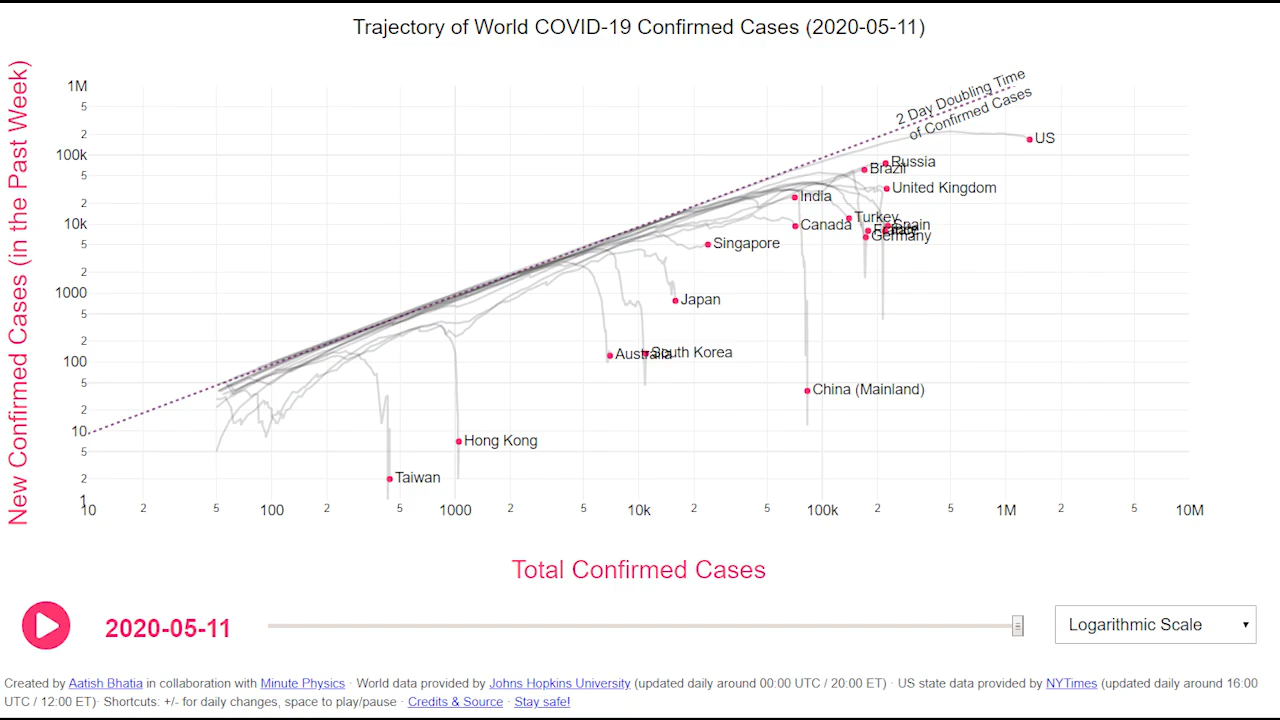 Trajectory of World COVID-19 Confirmed Cases (2020-05-11)
New Confirmed Cases (in the Past Week)
1M
5
2
100k
5
2
10k
5
2
1000
5
2
100
5
2
10
5
2
1
2 Day Doubling Time
of Confirmed Cases
US
Russia
Brazil
United Kingdom
India
Turkey
Spain
Canada
Germany
Singapore
Japan
Australia
South Korea
China (Mainland)
Hong Kong
Taiwan
10 2 5 100 2 5 1000 2 5 10k 2 5 100k 2 5 1M 2 5 10M
Total Confirmed Cases
2020-05-11
Logarithmic Scale
Created by Aatish Bhatia in collaboration with Minute Physics · World data provided by Johns Hopkins University (updated daily around 00:00 UTC / 20:00 ET) · US state data provided by NYTimes (updated daily around 16:00
UTC / 12:00 ET)· Shortcuts: +/- for daily changes, space to play/pause · Credits & Source · Stay safe!